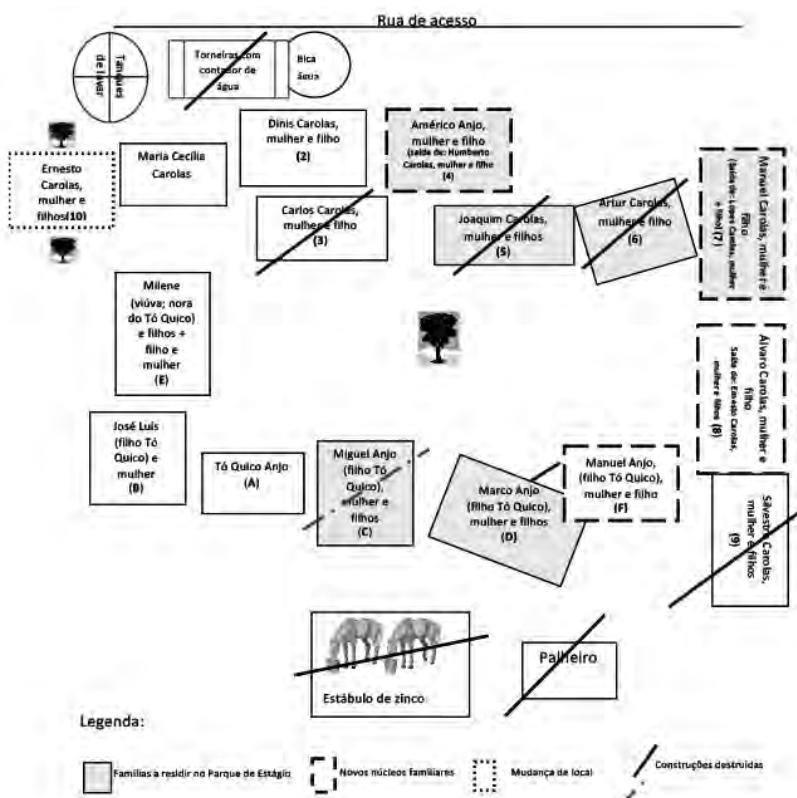 Rua de acesso
Tanques
de lavar
Torneiras com
contador de
água
Bica
água
Ernesto
Carolas,
mulher e
filhos(10)
Maria Cecília
Carolas
Dinis Carolas,
mulher e filho
(2)
Américo Anjo,
mulher e filho
(saída de: Humberto
Carolas, mulher e filho
(4)
Carlos Carolas,
mulher e filho
(3)
Joaquim Carolas,
mulher e filhos
(5)
Artur Carolas,
mulher e filho
(6)
Manuel Carolas, mulher e
filho
(saída de: Lopes Carolas, mulher
e filho) (7)
Milene
(viúva; nora
do Tó Quico)
e filhos +
filho e
mulher
(E)
Álvaro Carolas, mulher e
filho
Saída de: Ernesto Carolas,
mulher e filhos (8)
José Luis
(filho Tó
Quico) e
mulher
(B)
Tó Quico Anjo
(A)
Miguel Anjo
(filho Tó
Quico),
mulher e
filhos
(C)
Marco Anjo
(filho Tó Quico),
mulher e filhos
(D)
Manuel Anjo,
(filho Tó Quico),
mulher e filho
(F)
Silvestre Carolas,
mulher e filhos
(9)
Estábulo de zinco
Palheiro
Legenda:
Famílias a residir no Parque de Estágio
Novos núcleos familiares
Mudança de local
Construções destruídas